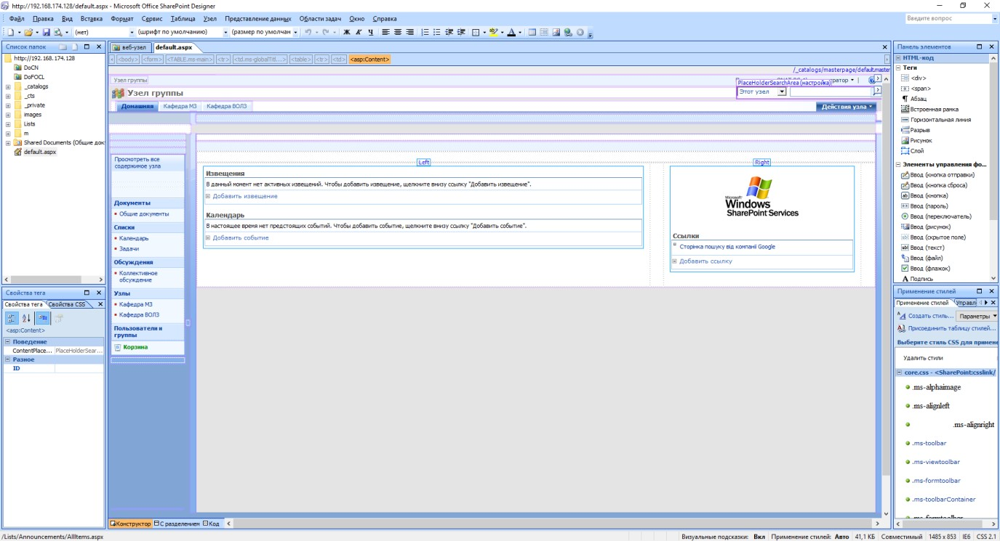 http://192.168.174.128/default.aspx - Microsoft Office SharePoint Designer
Файл Правка Вид Вставка Формат Сервис Таблица Узел Представление данных Области задач Окно Справка
Введите вопрос
(нет) (шрифт по умолчанию) (размер по умолчан Ж К Ч
Список папок
http://192.168.174.128
DoCN
DoFOCL
_catalogs
_cts
_private
images
Lists
m
Shared Documents (Общие док
default.aspx
Свойства тега
Свойства тега Свойства CSS
<asp:Content>
Поведение
ContentPlace... PlaceHolderSear...
Разное
ID
веб-узел default.aspx
<body> <form> <TABLE.ms-main> <tr> <td.ms-globalTitl...> <table> <tr> <td> <asp:Content>
/_catalogs/masterpage/default.master
Узел группы
ратор
PlaceHolderSearchArea (настройка)
Узел группы
Этот узел
Домашняя Кафедра МЗ Кафедра ВОЛЗ
Действия узла
Просмотреть все содержимое узла
Документы
Общие документы
Списки
Календарь
Задачи
Обсуждения
Коллективное обсуждение
Узлы
Кафедра МЗ
Кафедра ВОЛЗ
Пользователи и группы
Корзина
Left
Извещения
В данный момент нет активных извещений. Чтобы добавить извещение, щелкните внизу ссылку "Добавить извещение".
Добавить извещение
Календарь
В настоящее время нет предстоящих событий. Чтобы добавить событие, щелкните внизу ссылку "Добавить событие".
Добавить событие
Right
Microsoft
Windows
SharePoint Services
Ссылки
Сторінка пошуку від компанії Google
Добавить ссылку
Конструктор С разделением Код
Панель элементов
HTML-код
Теги
<div>
<span>
Абзац
Встроенная рамка
Горизонтальная линия
Разрыв
Рисунок
Слой
Элементы управления фо...
Ввод (кнопка отправки)
Ввод (кнопка сброса)
Ввод (кнопка)
Ввод (пароль)
Ввод (переключатель)
Ввод (рисунок)
Ввод (скрытое поле)
Ввод (текст)
Ввод (файл)
Ввод (флажок)
Подпись
Применение стилей
Применение стилей Управл
Создать стиль... Параметры
Присоединить таблицу стилей...
Выберите стиль CSS для примене
Удалить стили
core.css - <SharePoint:csslink/
.ms-alphaimage
.ms-alignleft
.ms-alignright
.ms-toolbar
.ms-viewtoolbar
.ms-formtoolbar
.ms-toolbarContainer
/Lists/Announcements/AllItems.aspx
Визуальные подсказки: Вкл Применение стилей: Авто 41,1 КБ Совместимый 1485 x 853 IE6 CSS 2.1